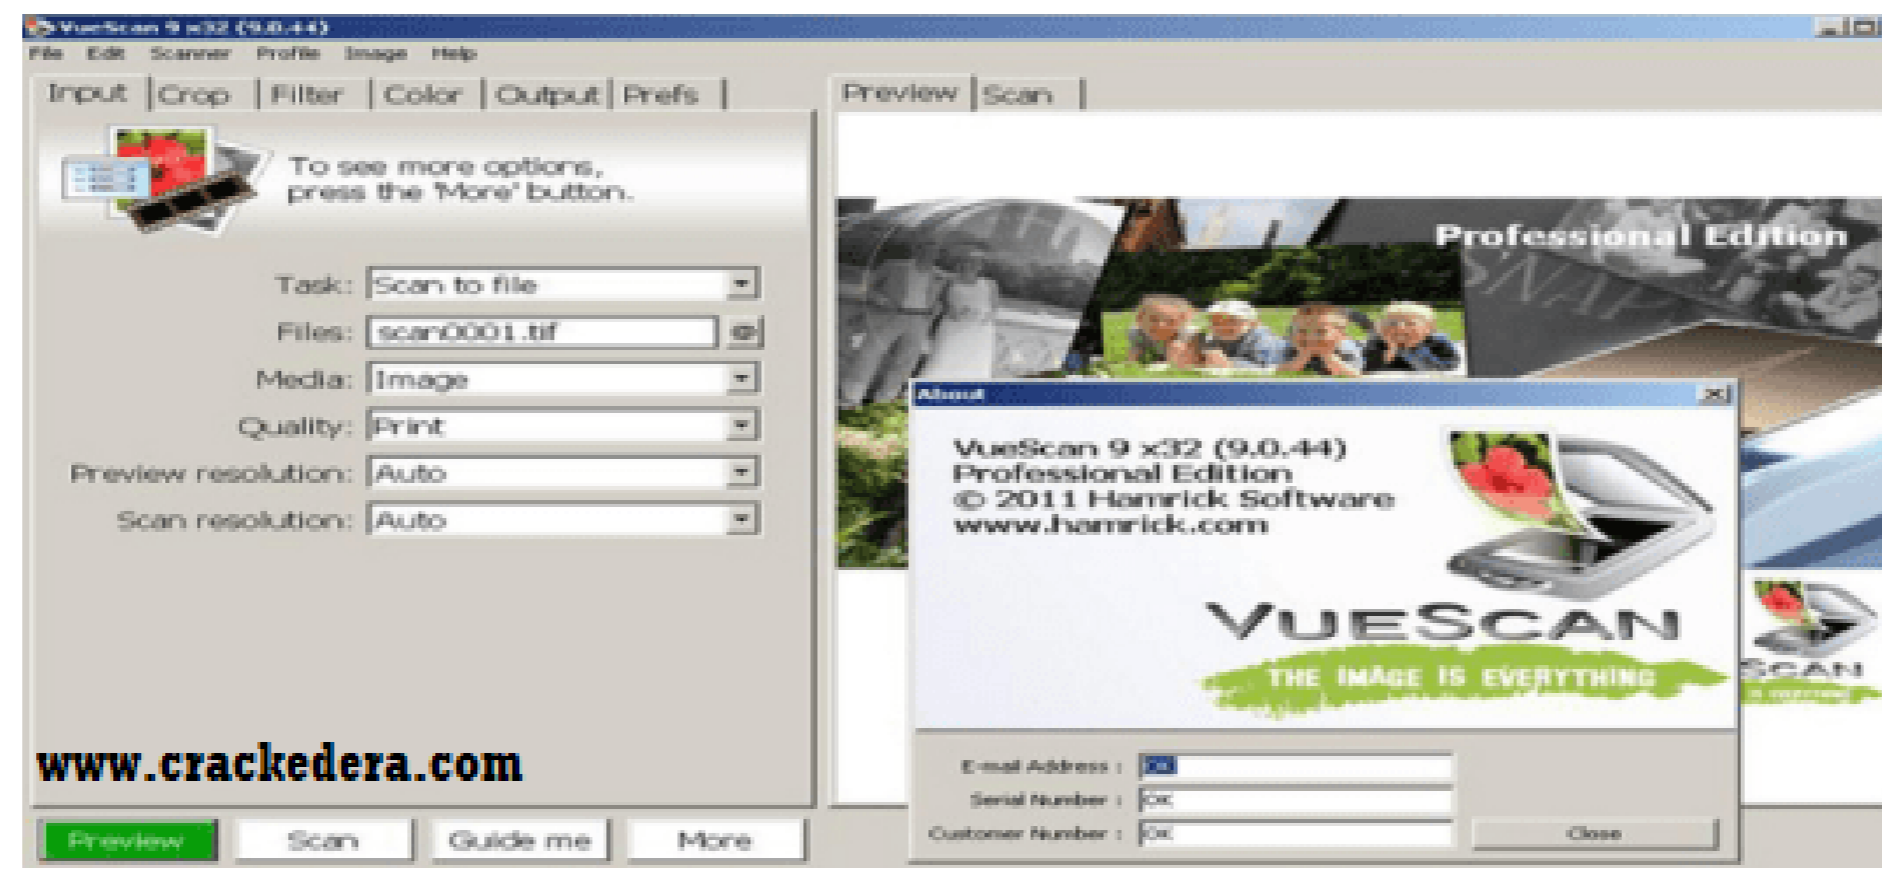 VueScan 9 x32 (9.0.44)
File Edit Scanner Profile Image Help
Input Crop Filter Color Output Prefs
Preview Scan
To see more options,
press the 'More' button.
Task: Scan to file
Files: scan0001.tif
Media: Image
Quality: Print
Preview resolution: Auto
Scan resolution: Auto
www.crackedera.com
Preview Scan Guide me More
Professional Edition
SNAP
About
VueScan 9 x32 (9.0.44)
Professional Edition
© 2011 Hamrick Software
www.hamrick.com
VUESCAN
THE IMAGE IS EVERYTHING
SCAN
IS EVERYTHING
E-mail Address : OK
Serial Number : OK
Customer Number : OK
Close